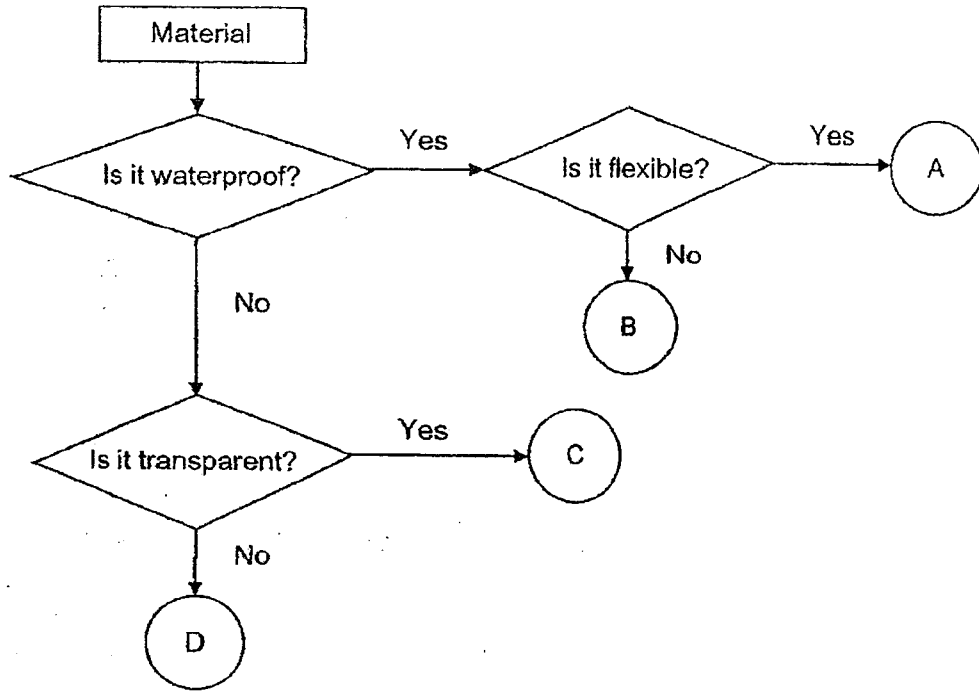 Material
Is it waterproof?
Yes
Is it flexible?
Yes
A
No
B
No
Is it transparent?
Yes
C
No
D